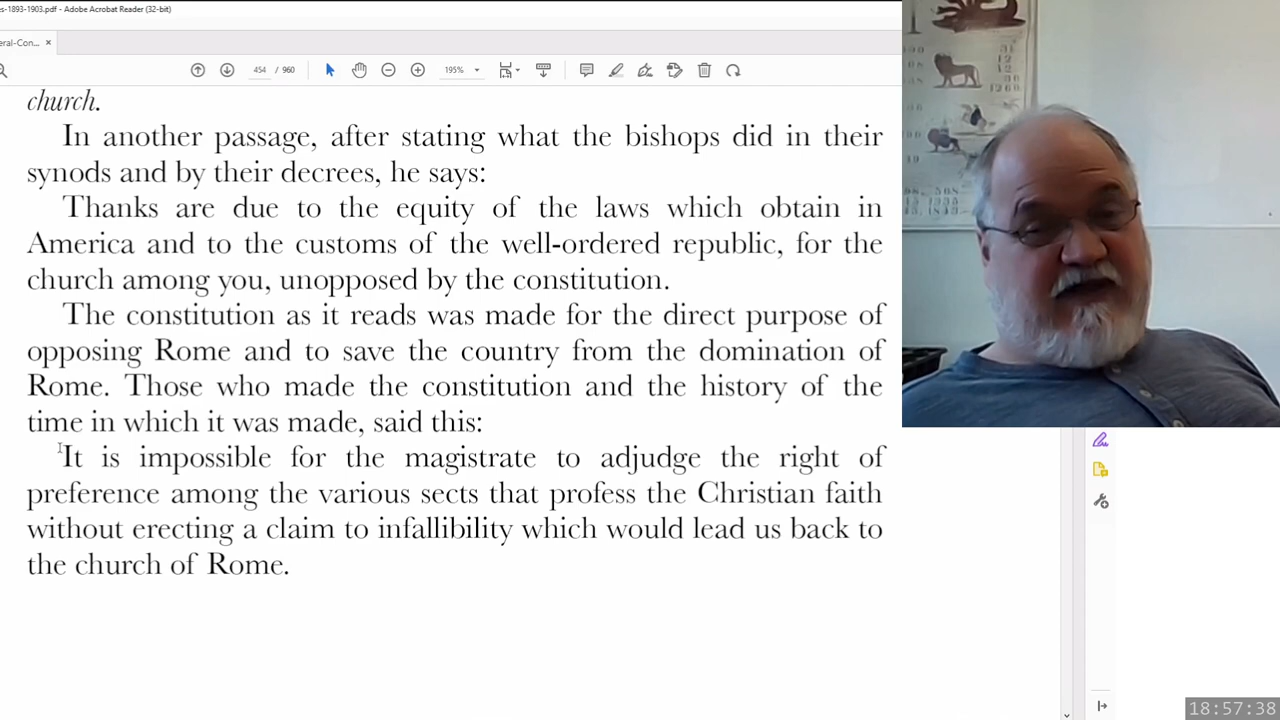 s-1893-1903.pdf - Adobe Acrobat Reader (32-bit)
eral-Con...
454 / 960
195%
church.
In another passage, after stating what the bishops did in their
synods and by their decrees, he says:
Thanks are due to the equity of the laws which obtain in
America and to the customs of the well-ordered republic, for the
church among you, unopposed by the constitution.
The constitution as it reads was made for the direct purpose of
opposing Rome and to save the country from the domination of
Rome. Those who made the constitution and the history of the
time in which it was made, said this:
It is impossible for the magistrate to adjudge the right of
preference among the various sects that profess the Christian faith
without erecting a claim to infallibility which would lead us back to
the church of Rome.
1260
18:57:38